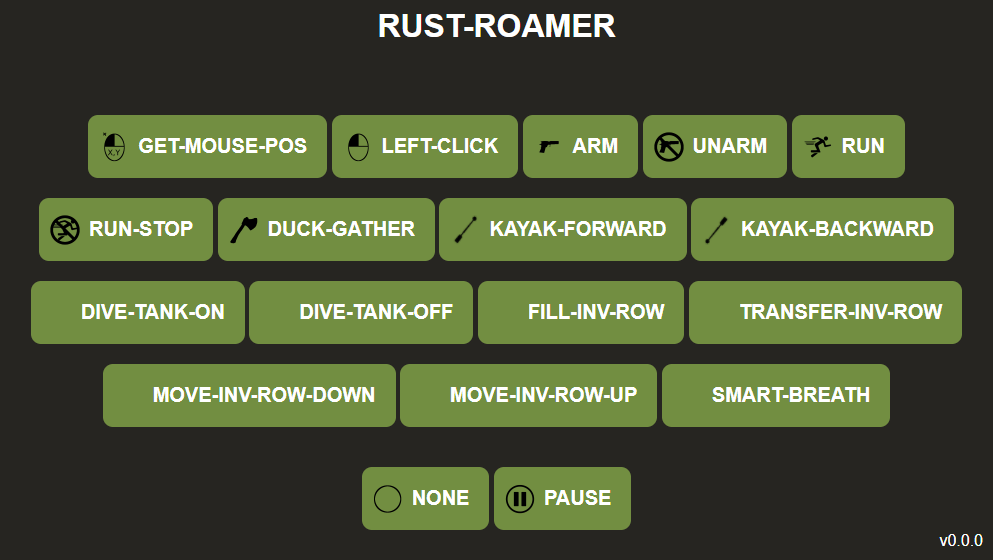 RUST-ROAMER
X,Y GET-MOUSE-POS LEFT-CLICK ARM UNARM RUN
RUN-STOP DUCK-GATHER KAYAK-FORWARD KAYAK-BACKWARD
DIVE-TANK-ON DIVE-TANK-OFF FILL-INV-ROW TRANSFER-INV-ROW
MOVE-INV-ROW-DOWN MOVE-INV-ROW-UP SMART-BREATH
NONE PAUSE
v0.0.0